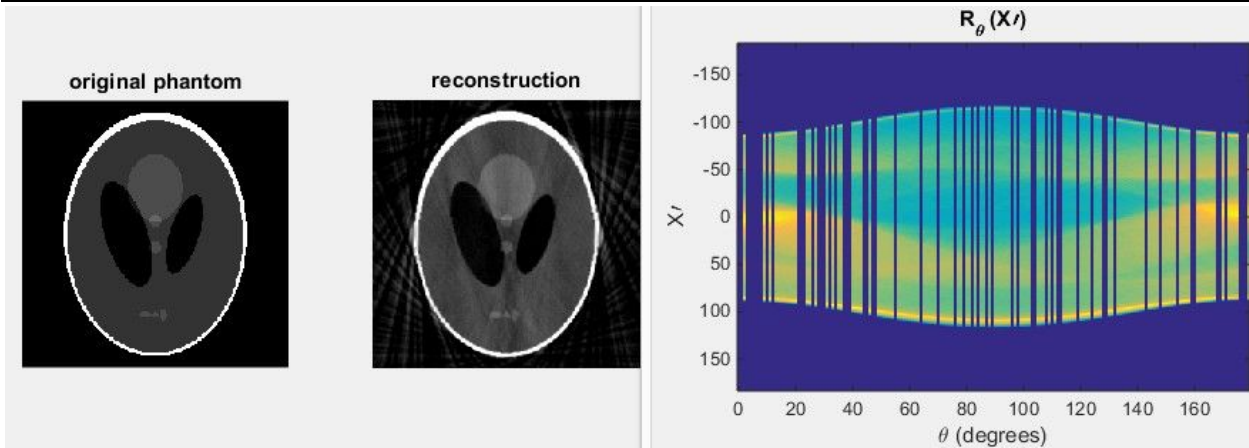 original phantom
reconstruction
R_θ (X′)
-150
-100
-50
0
50
100
150
X′
0 20 40 60 80 100 120 140 160
θ (degrees)